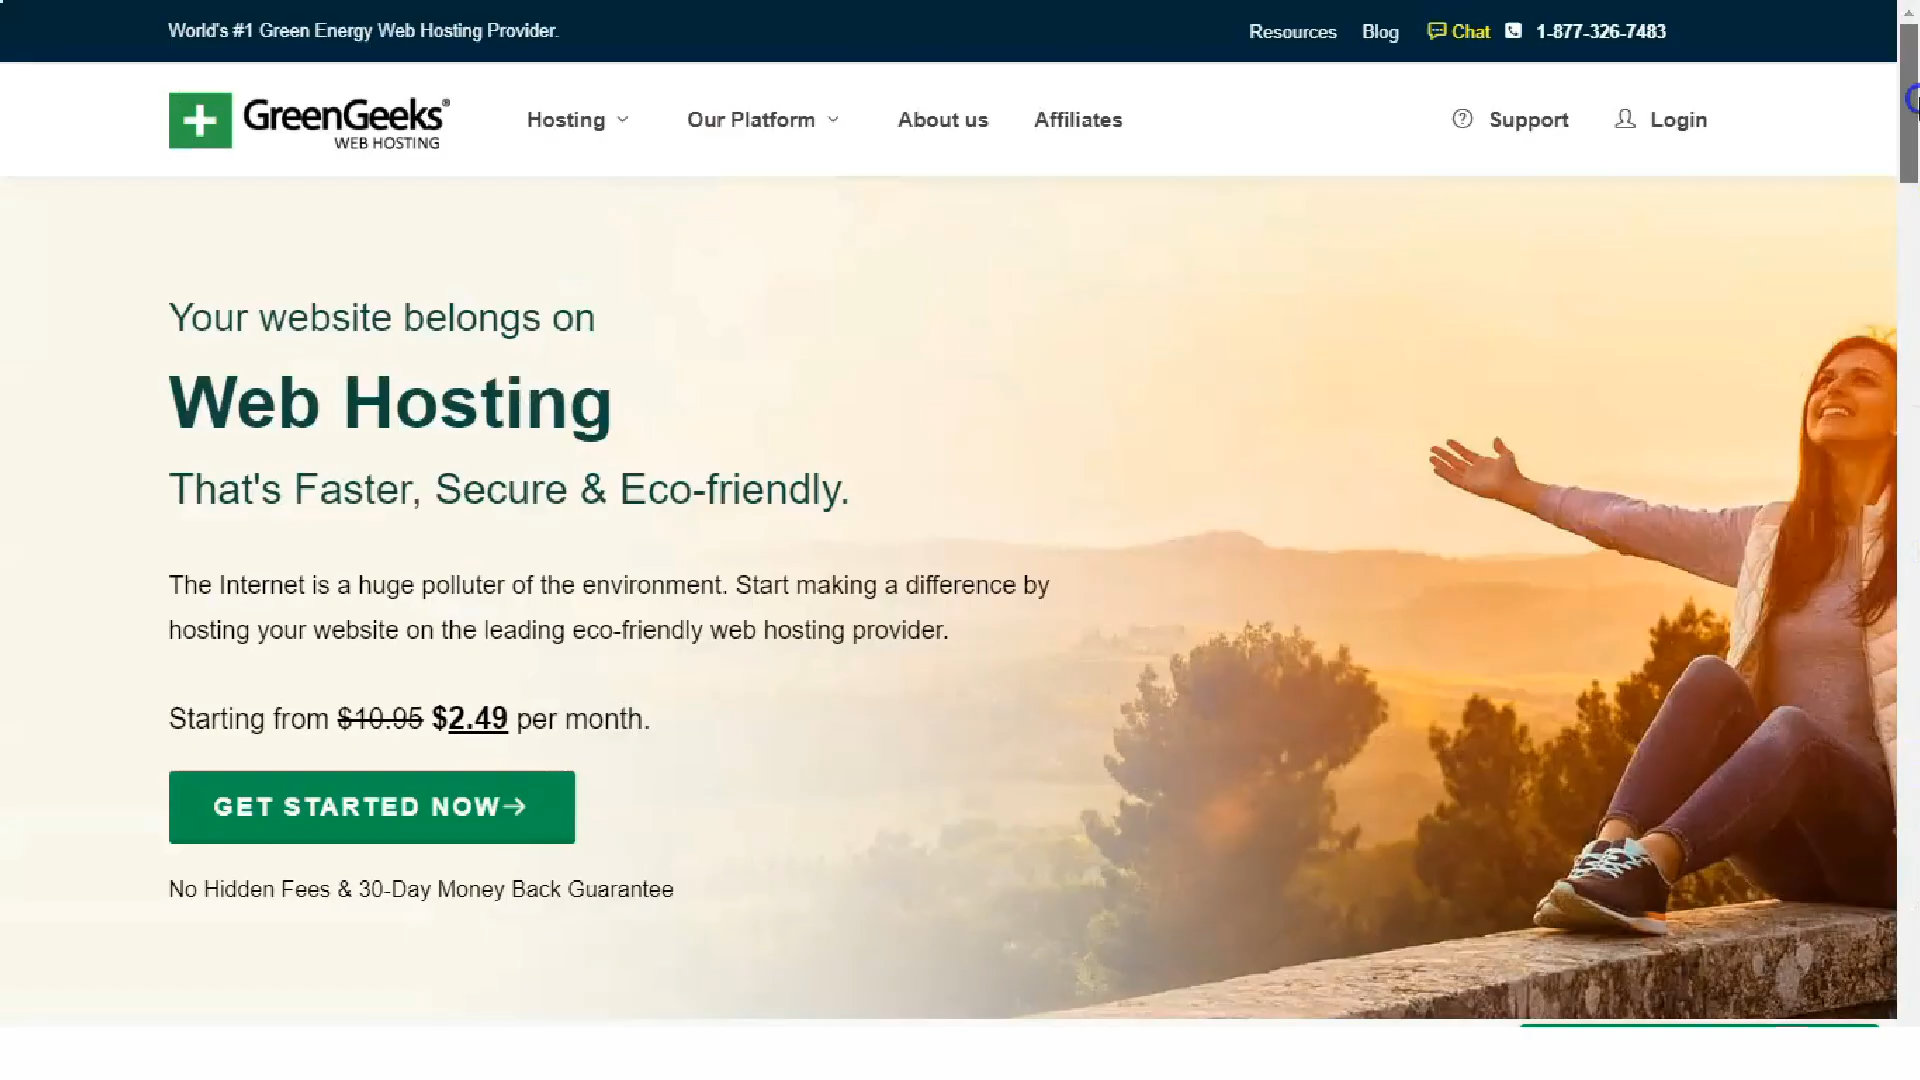 World's #1 Green Energy Web Hosting Provider.
Resources Blog Chat 1-877-326-7483
GreenGeeks®
WEB HOSTING
Hosting Our Platform About us Affiliates Support Login
Your website belongs on
Web Hosting
That's Faster, Secure & Eco-friendly.
The Internet is a huge polluter of the environment. Start making a difference by
hosting your website on the leading eco-friendly web hosting provider.
Starting from $10.95 $2.49 per month.
GET STARTED NOW→
No Hidden Fees & 30-Day Money Back Guarantee